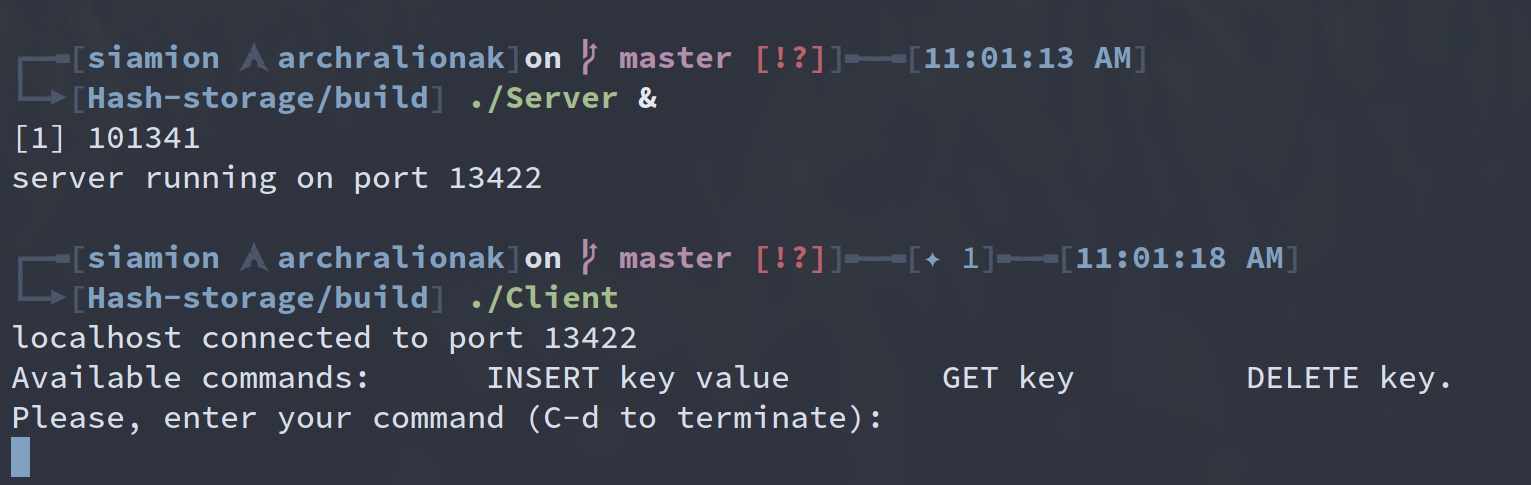 [siamion archralionak]on master [!?]][11:01:13 AM]
[Hash-storage/build] ./Server &
[1] 101341
server running on port 13422
[siamion archralionak]on master [!?]][✦ 1][11:01:18 AM]
[Hash-storage/build] ./Client
localhost connected to port 13422
Available commands:      INSERT key value        GET key         DELETE key.
Please, enter your command (C-d to terminate):